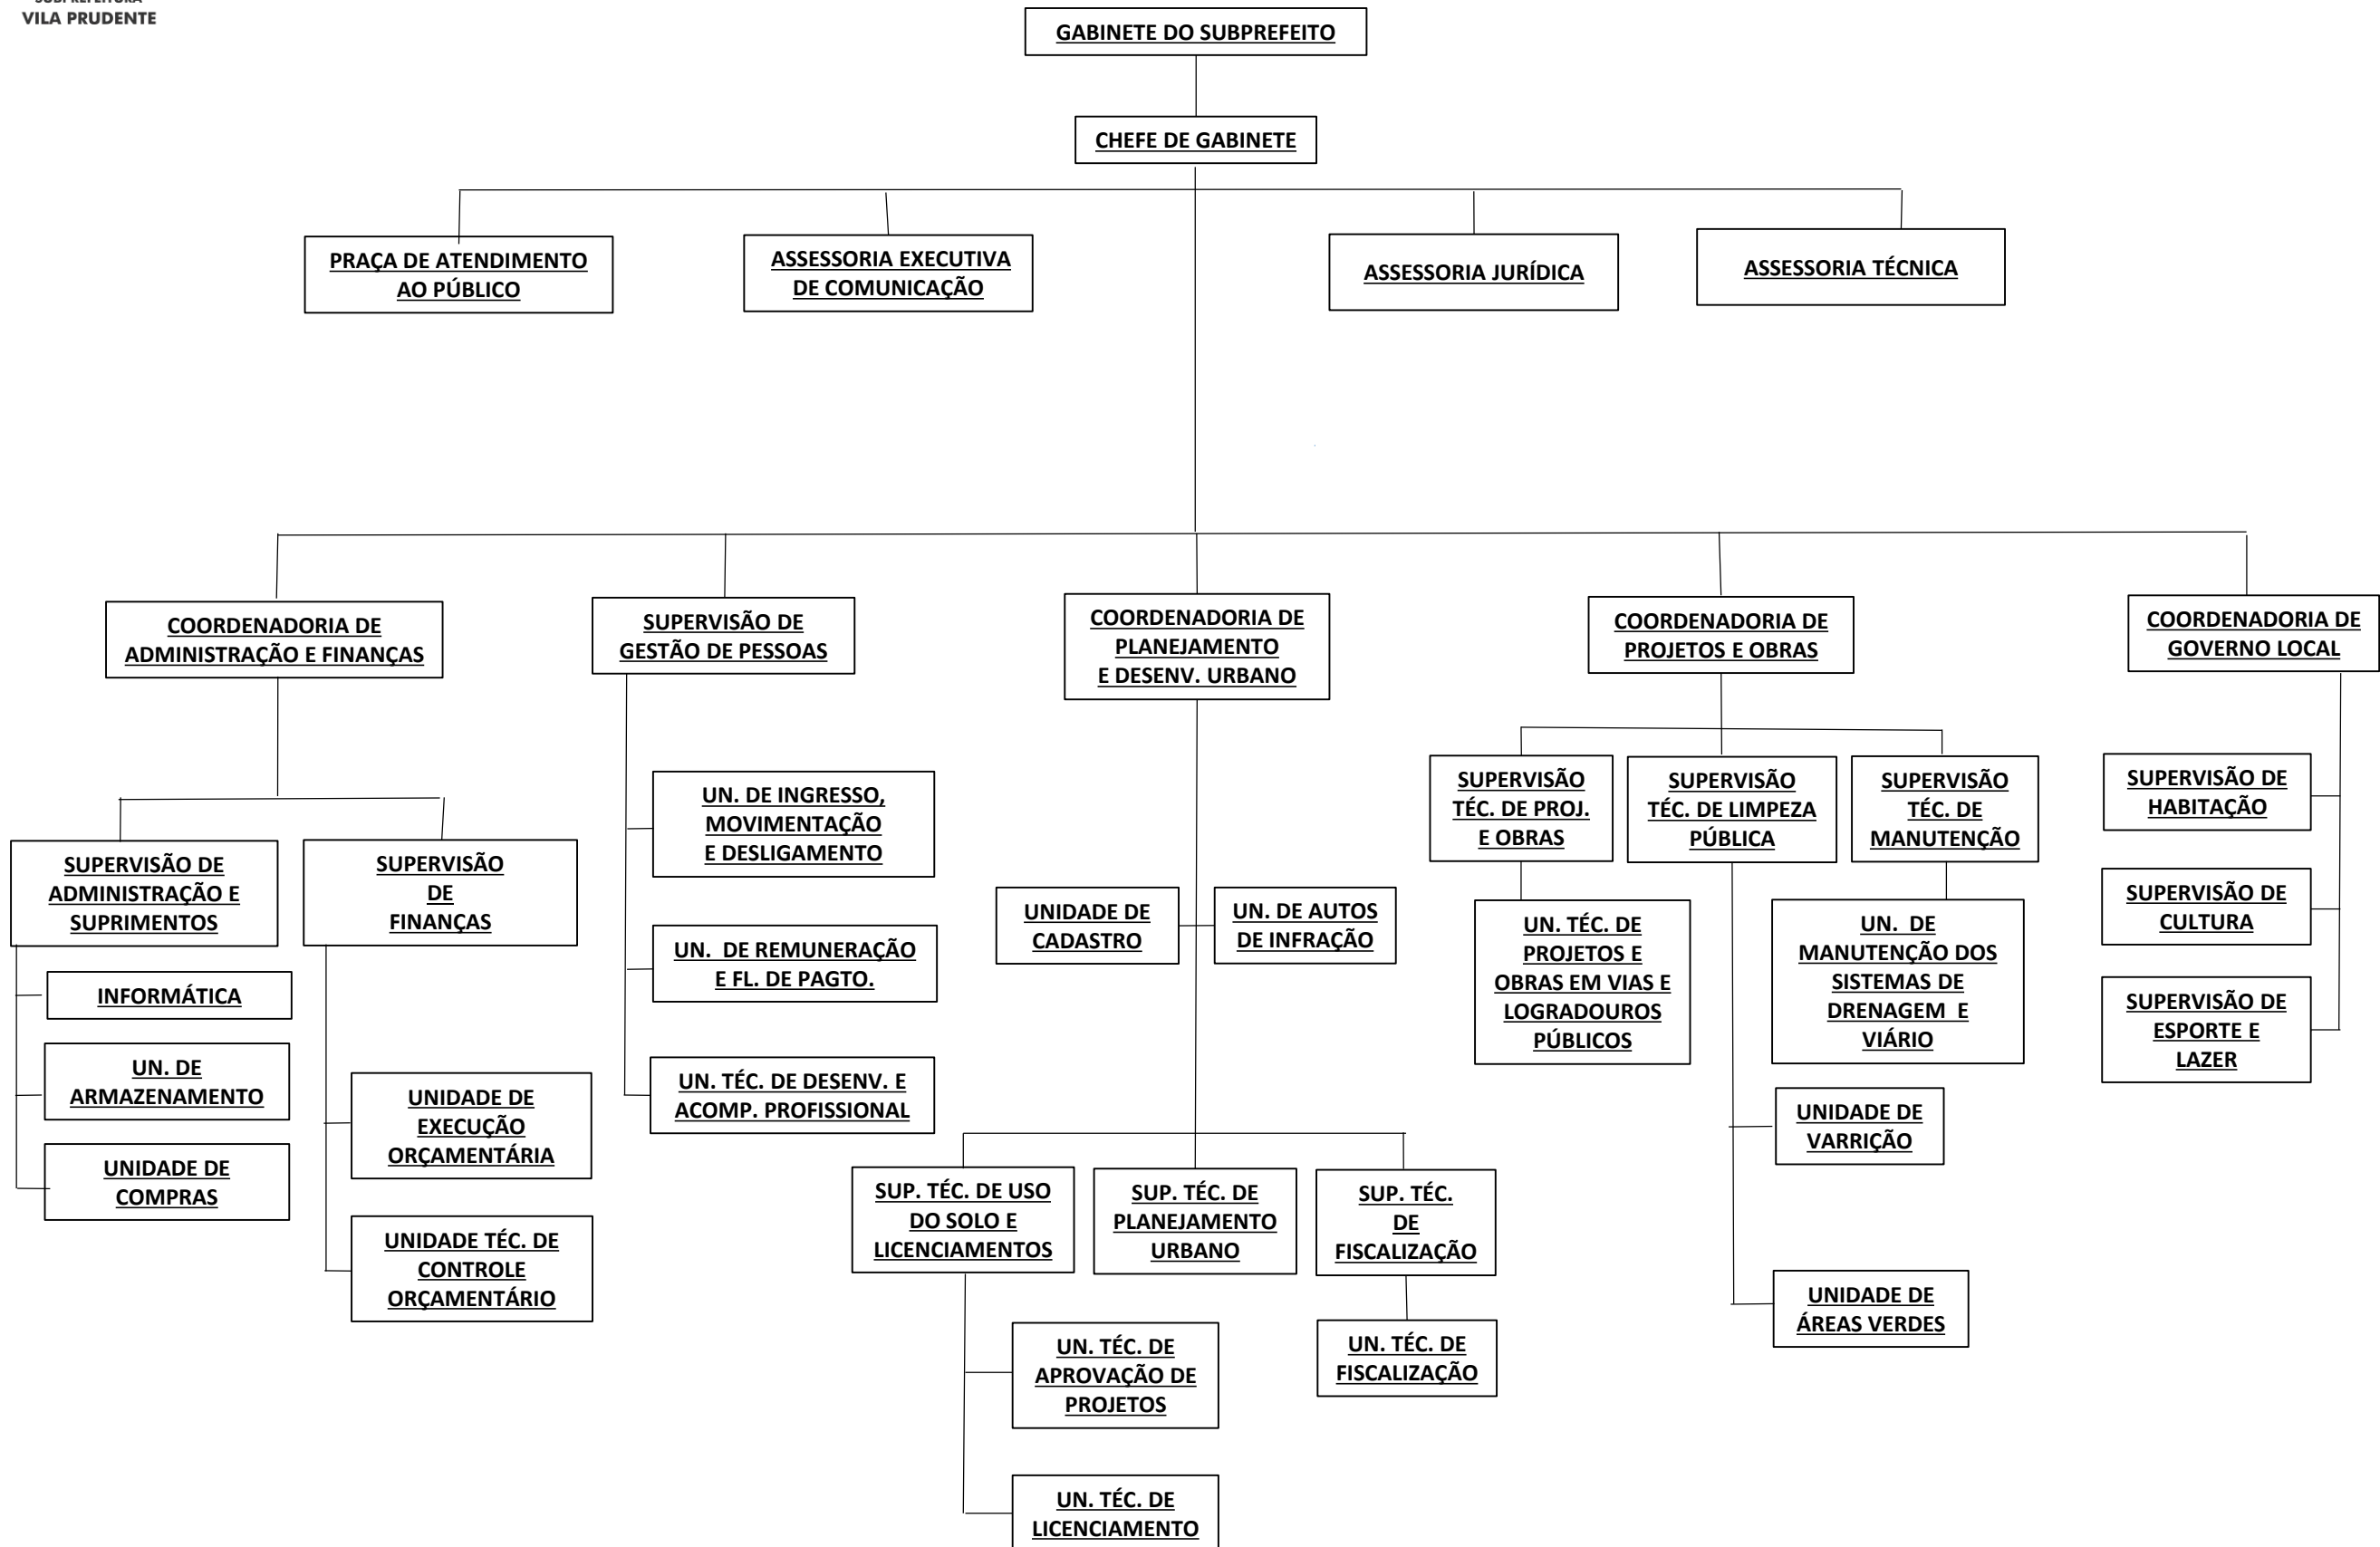 SUBPREFEITURA
VILA PRUDENTE
GABINETE DO SUBPREFEITO
CHEFE DE GABINETE
PRAÇA DE ATENDIMENTO
AO PÚBLICO
ASSESSORIA EXECUTIVA
DE COMUNICAÇÃO
ASSESSORIA JURÍDICA
ASSESSORIA TÉCNICA
COORDENADORIA DE
ADMINISTRAÇÃO E FINANÇAS
SUPERVISÃO DE
GESTÃO DE PESSOAS
COORDENADORIA DE
PLANEJAMENTO
E DESENV. URBANO
COORDENADORIA DE
PROJETOS E OBRAS
COORDENADORIA DE
GOVERNO LOCAL
SUPERVISÃO DE
ADMINISTRAÇÃO E
SUPRIMENTOS
INFORMÁTICA
UN. DE
ARMAZENAMENTO
UNIDADE DE
COMPRAS
SUPERVISÃO
DE
FINANÇAS
UNIDADE DE
EXECUÇÃO
ORÇAMENTÁRIA
UNIDADE TÉC. DE
CONTROLE
ORÇAMENTÁRIO
UN. DE INGRESSO,
MOVIMENTAÇÃO
E DESLIGAMENTO
UN. DE REMUNERAÇÃO
E FL. DE PAGTO.
UN. TÉC. DE DESENV. E
ACOMP. PROFISSIONAL
UNIDADE DE
CADASTRO
UN. DE AUTOS
DE INFRAÇÃO
SUP. TÉC. DE USO
DO SOLO E
LICENCIAMENTOS
SUP. TÉC. DE
PLANEJAMENTO
URBANO
SUP. TÉC.
DE
FISCALIZAÇÃO
UN. TÉC. DE
APROVAÇÃO DE
PROJETOS
UN. TÉC. DE
LICENCIAMENTO
UN. TÉC. DE
FISCALIZAÇÃO
SUPERVISÃO
TÉC. DE PROJ.
E OBRAS
SUPERVISÃO
TÉC. DE LIMPEZA
PÚBLICA
SUPERVISÃO
TÉC. DE
MANUTENÇÃO
UN. TÉC. DE
PROJETOS E
OBRAS EM VIAS E
LOGRADOUROS
PÚBLICOS
UN. DE
MANUTENÇÃO DOS
SISTEMAS DE
DRENAGEM E
VIÁRIO
UNIDADE DE
VARRIÇÃO
UNIDADE DE
ÁREAS VERDES
SUPERVISÃO DE
HABITAÇÃO
SUPERVISÃO DE
CULTURA
SUPERVISÃO DE
ESPORTE E
LAZER